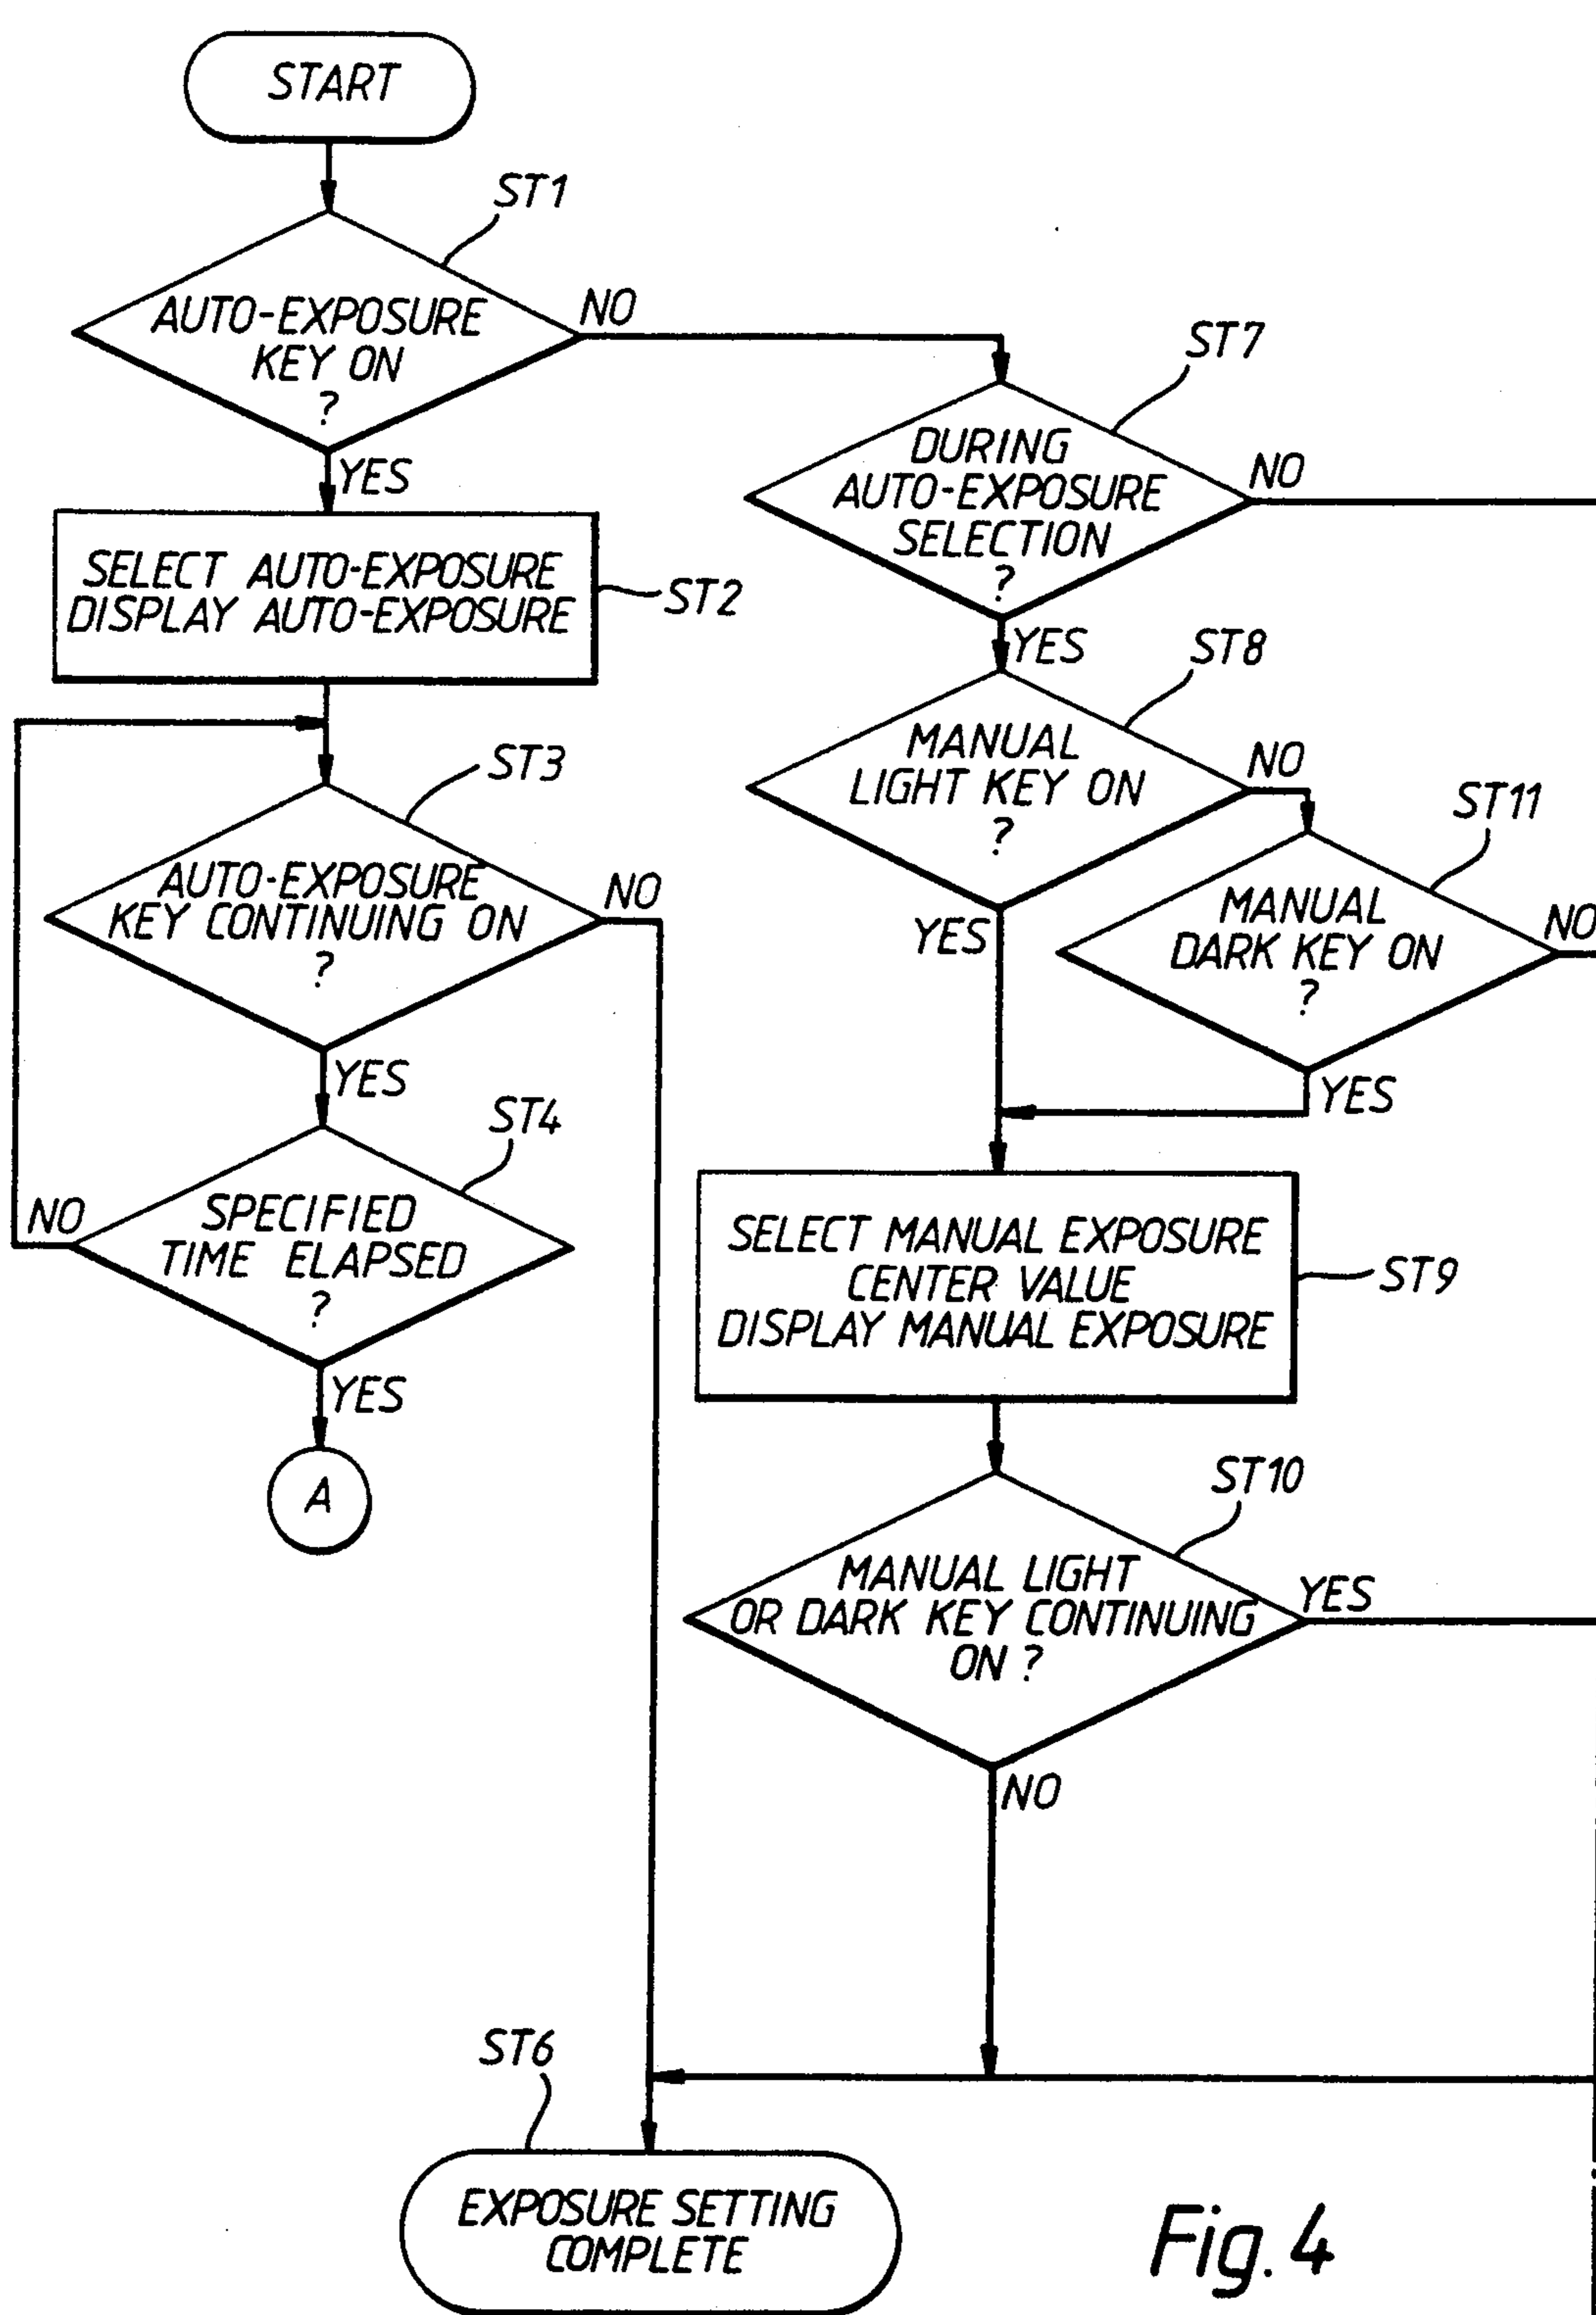 START
ST1
AUTO-EXPOSURE
KEY ON
?
NO
YES
SELECT AUTO-EXPOSURE
DISPLAY AUTO-EXPOSURE
ST2
ST3
AUTO-EXPOSURE
KEY CONTINUING ON
?
NO
YES
ST4
SPECIFIED
TIME ELAPSED
?
NO
YES
A
ST7
DURING
AUTO-EXPOSURE
SELECTION
?
NO
YES
ST8
MANUAL
LIGHT KEY ON
?
NO
YES
ST11
MANUAL
DARK KEY ON
?
NO
YES
SELECT MANUAL EXPOSURE
CENTER VALUE
DISPLAY MANUAL EXPOSURE
ST9
ST10
MANUAL LIGHT
OR DARK KEY CONTINUING
ON ?
YES
NO
ST6
EXPOSURE SETTING
COMPLETE
Fig. 4